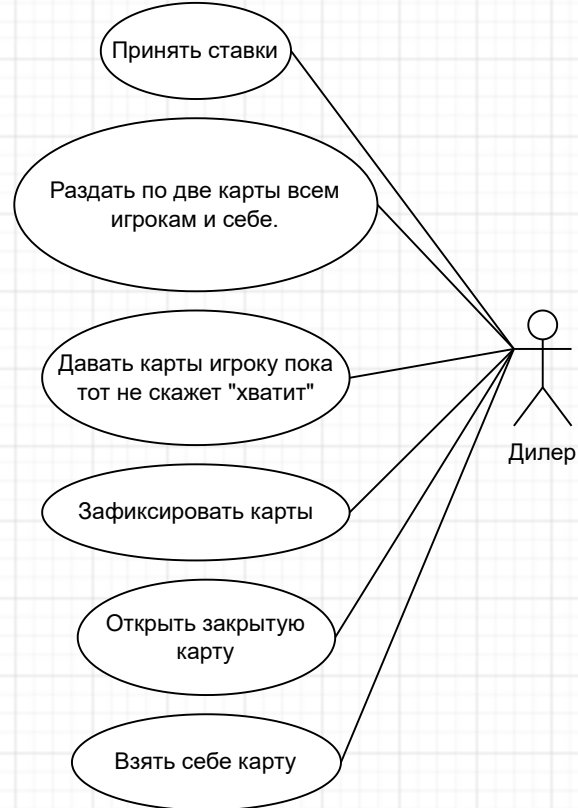 Принять ставки
Раздать по две карты всем
игрокам и себе.
Давать карты игроку пока
тот не скажет "хватит"
Дилер
Зафиксировать карты
Открыть закрытую
карту
Взять себе карту